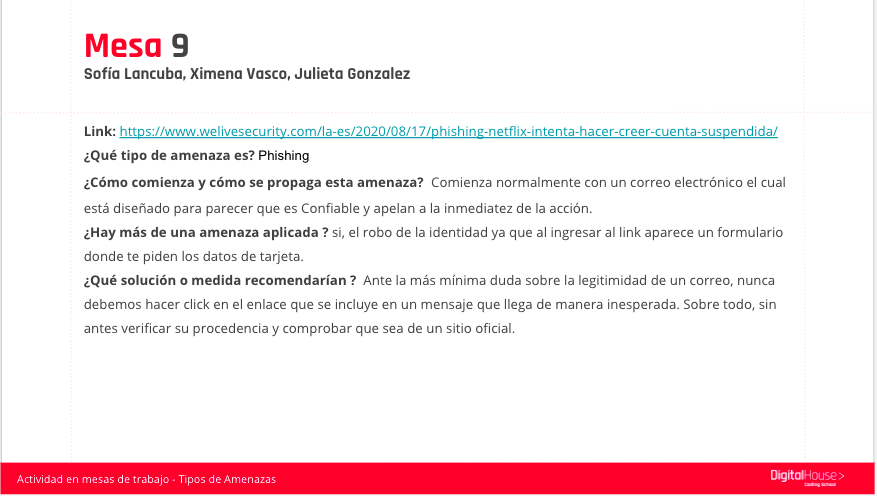 Mesa 9
Sofía Lancuba, Ximena Vasco, Julieta Gonzalez
Link: https://www.welivesecurity.com/la-es/2020/08/17/phishing-netflix-intenta-hacer-creer-cuenta-suspendida/
¿Qué tipo de amenaza es? Phishing
¿Cómo comienza y cómo se propaga esta amenaza? Comienza normalmente con un correo electrónico el cual
está diseñado para parecer que es Confiable y apelan a la inmediatez de la acción.
¿Hay más de una amenaza aplicada ? si, el robo de la identidad ya que al ingresar al link aparece un formulario
donde te piden los datos de tarjeta.
¿Qué solución o medida recomendarían ? Ante la más mínima duda sobre la legitimidad de un correo, nunca
debemos hacer click en el enlace que se incluye en un mensaje que llega de manera inesperada. Sobre todo, sin
antes verificar su procedencia y comprobar que sea de un sitio oficial.
Actividad en mesas de trabajo - Tipos de Amenazas
DigitalHouse>
Coding School